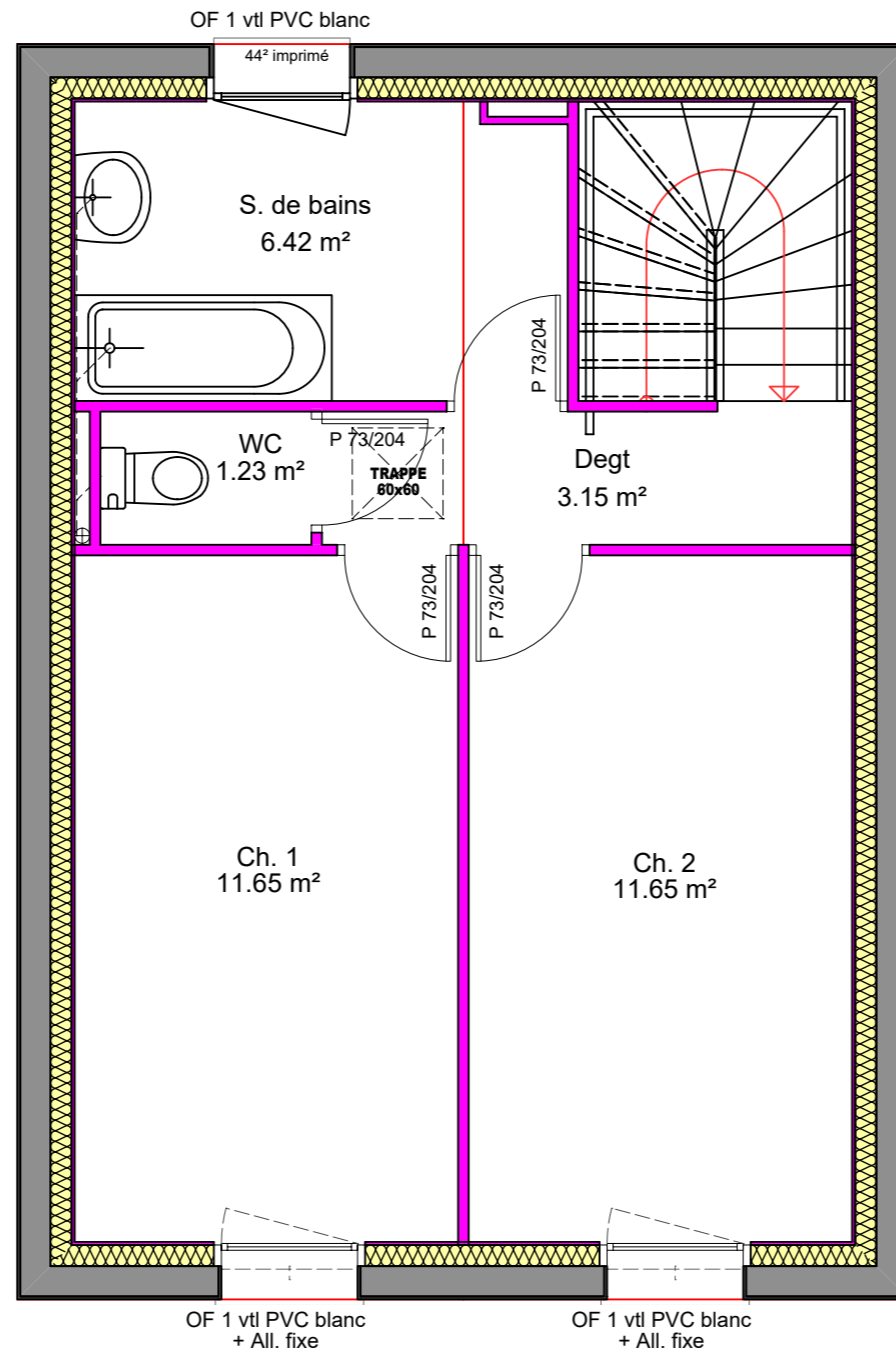 OF 1 vtl PVC blanc
44² imprimé
S. de bains
6.42 m²
P 73/204
WC
1.23 m²
P 73/204
TRAPPE
60x60
Degt
3.15 m²
P 73/204
P 73/204
Ch. 1
11.65 m²
Ch. 2
11.65 m²
OF 1 vtl PVC blanc
+ All. fixe
OF 1 vtl PVC blanc
+ All. fixe